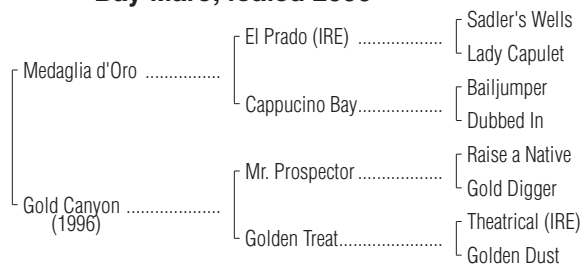 Bay Mare; foaled
Sadler's Wells
El Prado (IRE) ...................
Lady Capulet
Medaglia d'Oro ................
Bailjumper
Cappucino Bay...................
Dubbed In
Raise a Native
Mr. Prospector ...................
Gold Digger
Gold Canyon ....................
(1996)
Theatrical (IRE)
Golden Treat.......................
Golden Dust